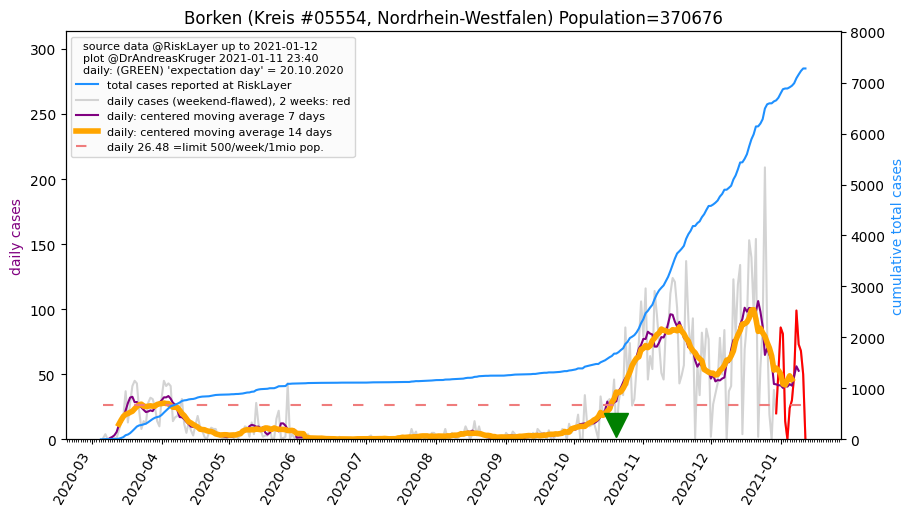 Borken (Kreis #05554, Nordrhein-Westfalen) Population=370676
source data @RiskLayer up to 2021-01-12
plot @DrAndreasKruger 2021-01-11 23:40
daily: (GREEN) 'expectation day' = 20.10.2020
total cases reported at RiskLayer
daily cases (weekend-flawed), 2 weeks: red
daily: centered moving average 7 days
daily: centered moving average 14 days
daily 26.48 =limit 500/week/1mio pop.
daily cases
300
250
200
150
100
50
0
cumulative total cases
8000
7000
6000
5000
4000
3000
2000
1000
0
2020-03
2020-04
2020-05
2020-06
2020-07
2020-08
2020-09
2020-10
2020-11
2020-12
2021-01